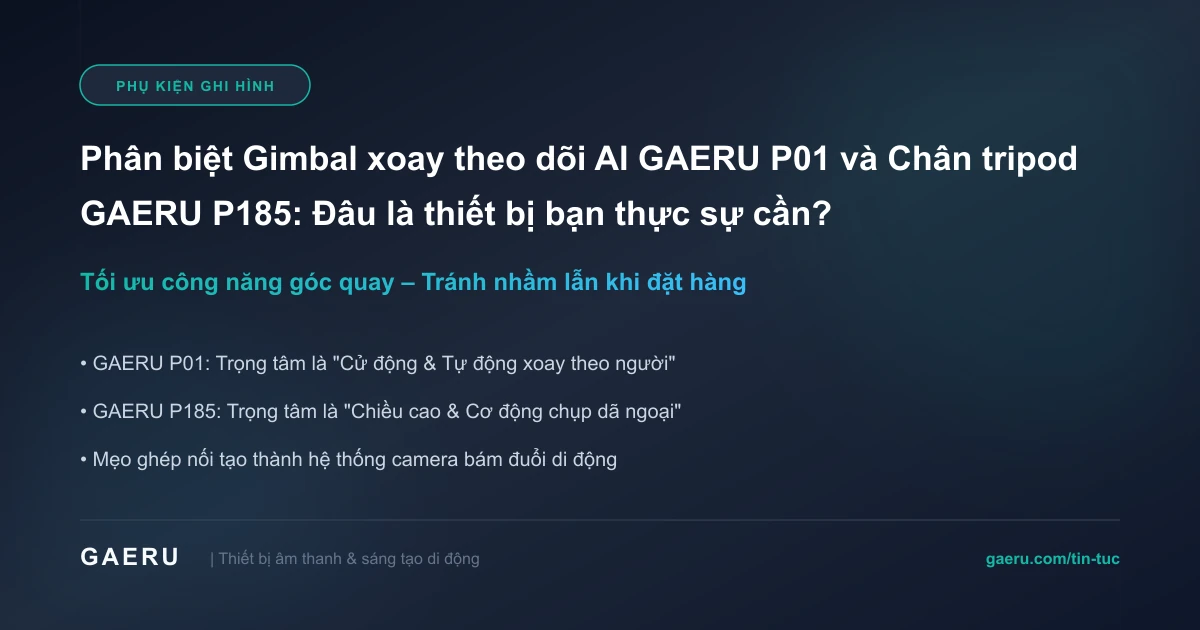 PHỤ KIỆN GHI HÌNH
Phân biệt Gimbal xoay theo dõi AI GAERU P01 và Chân tripod
GAERU P185: Đâu là thiết bị bạn thực sự cần?
Tối ưu công năng góc quay – Tránh nhầm lẫn khi đặt hàng
• GAERU P01: Trọng tâm là "Cử động & Tự động xoay theo người"
• GAERU P185: Trọng tâm là "Chiều cao & Cơ động chụp dã ngoại"
• Mẹo ghép nối tạo thành hệ thống camera bám đuổi di động
GAERU | Thiết bị âm thanh & sáng tạo di động gaeru.com/tin-tuc